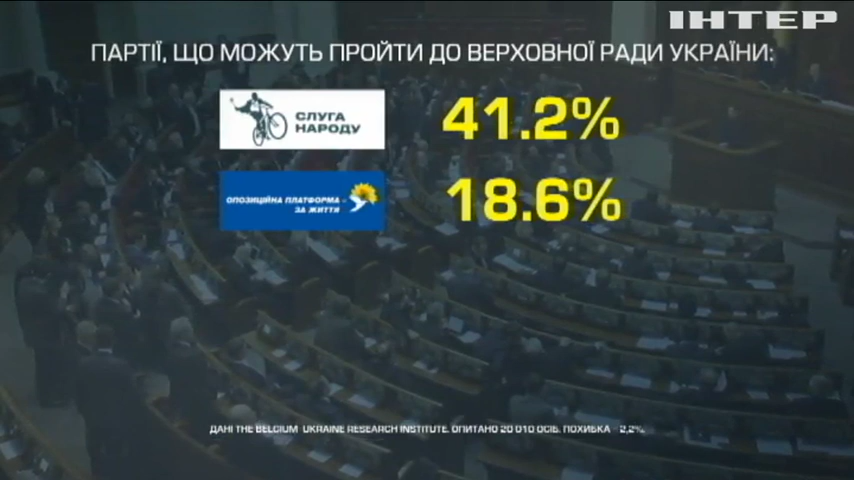 ІНТЕР
ПАРТІЇ, ЩО МОЖУТЬ ПРОЙТИ ДО ВЕРХОВНОЇ РАДИ УКРАЇНИ:
СЛУГА
НАРОДУ
41.2%
ОПОЗИЦІЙНА ПЛАТФОРМА -
ЗА ЖИТТЯ
18.6%
ДАНІ THE BELGIUM UKRAINE RESEARCH INSTITUTE. ОПИТАНО 20 010 ОСІБ. ПОХИБКА - 2,2%.